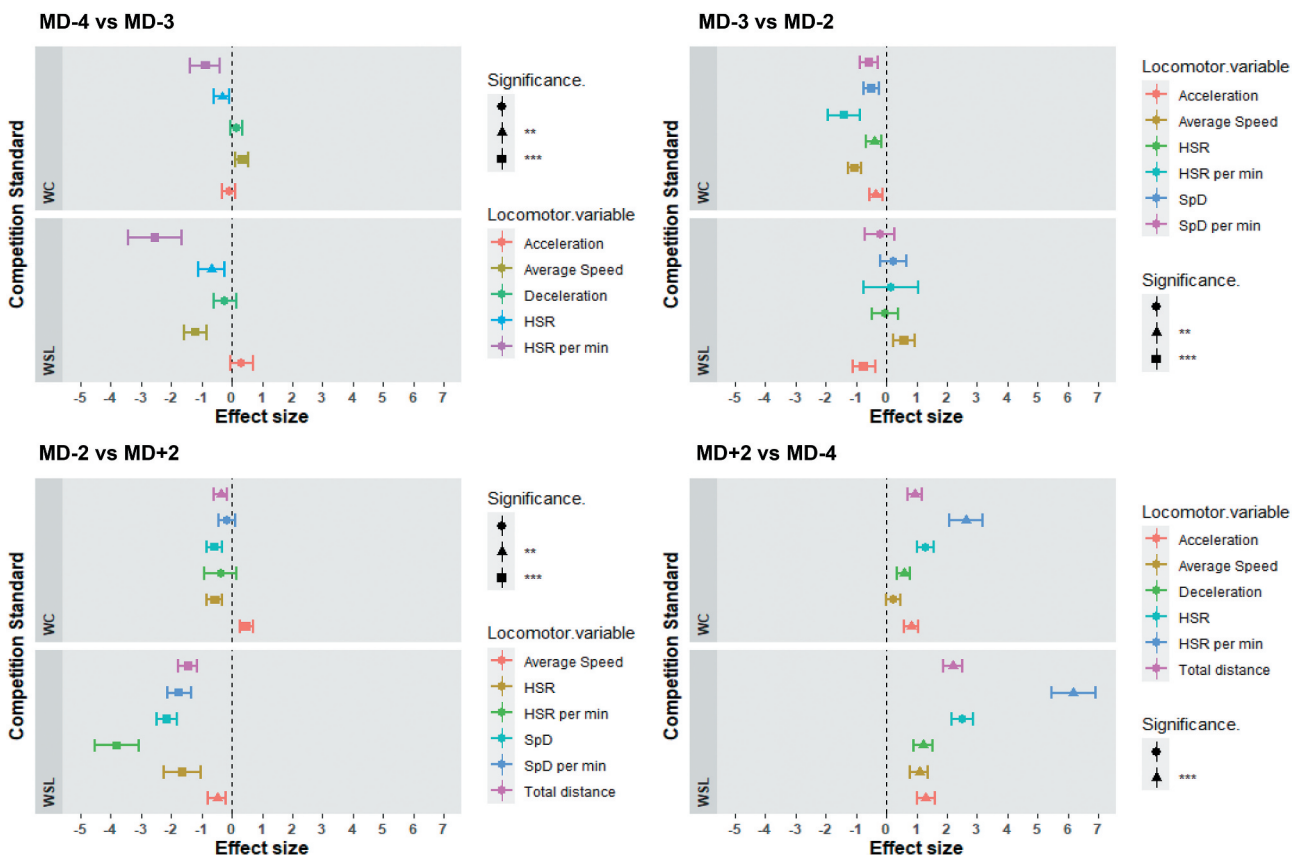 MD-4 vs MD-3
Competition Standard
WC
WSL
-5 -4 -3 -2 -1 0 1 2 3 4 5 6 7
Effect size
Significance.
**
***
Locomotor.variable
Acceleration
Average Speed
Deceleration
HSR
HSR per min
MD-3 vs MD-2
Competition Standard
WC
WSL
-5 -4 -3 -2 -1 0 1 2 3 4 5 6 7
Effect size
Locomotor.variable
Acceleration
Average Speed
HSR
HSR per min
SpD
SpD per min
Significance.
**
***
MD-2 vs MD+2
Competition Standard
WC
WSL
-5 -4 -3 -2 -1 0 1 2 3 4 5 6 7
Effect size
Significance.
**
***
Locomotor.variable
Average Speed
HSR
HSR per min
SpD
SpD per min
Total distance
MD+2 vs MD-4
Competition Standard
WC
WSL
-5 -4 -3 -2 -1 0 1 2 3 4 5 6 7
Effect size
Locomotor.variable
Acceleration
Average Speed
Deceleration
HSR
HSR per min
Total distance
Significance.
***